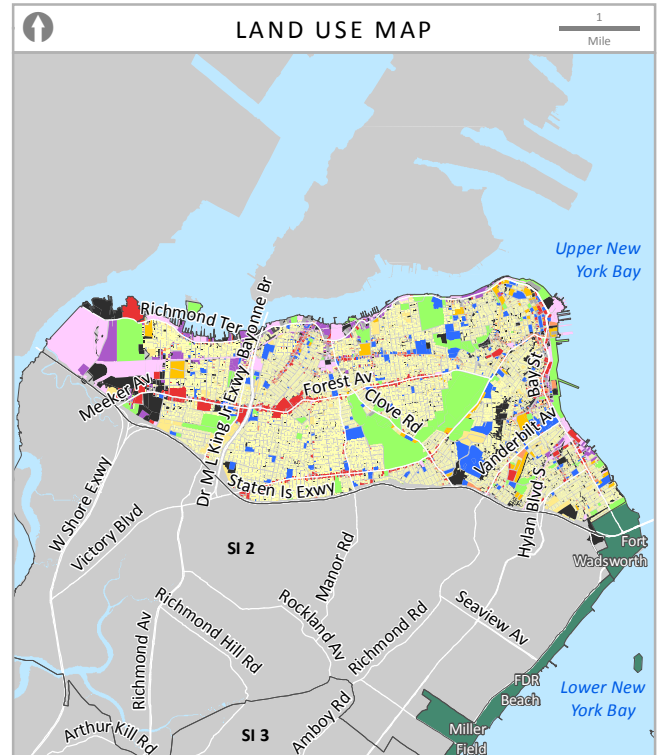 LAND USE MAP
1
Mile
Upper New
York Bay
Richmond Ter
Bayonne Br
Meeker Av
Forest Av
Bay St
Clove Rd
Dr M L King Jr Expwy
Vanderbilt Av
Staten Is Expwy
W Shore Expwy
Hylan Blvd S.
Victory Blvd
SI 2
Fort
Wadsworth
Manor Rd
Richmond Hill Rd
Rockland Av
Richmond Rd
Seaview Av
Richmond Av
FDR
Beach
Lower New
York Bay
Arthur Kill Rd
SI 3
Amboy Rd
Miller
Field